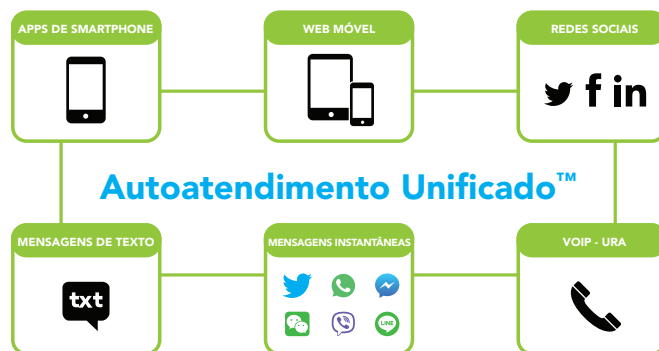 APPS DE SMARTPHONE
WEB MÓVEL
REDES SOCIAIS
f in
Autoatendimento Unificado™
MENSAGENS DE TEXTO
MENSAGENS INSTANTÂNEAS
VOIP - URA
txt
LINE